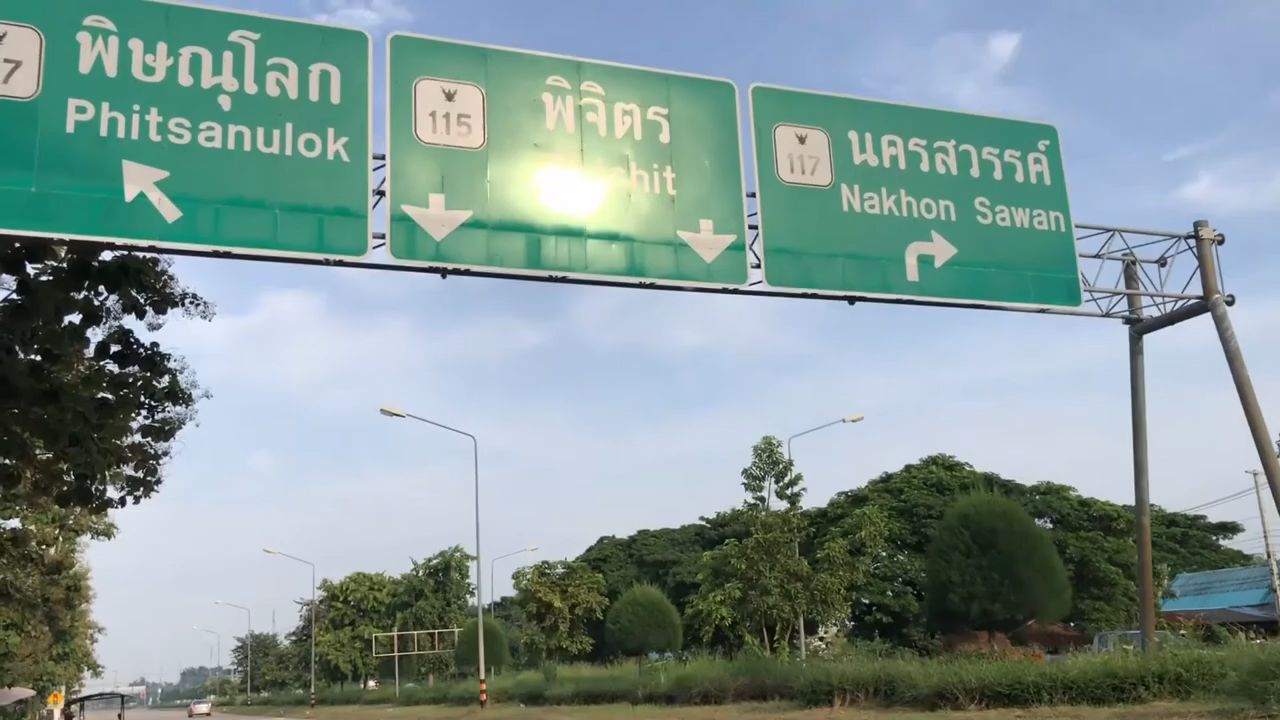 7
พิษณุโลก
Phitsanulok
115
พิจิตร
117
นครสวรรค์
Nakhon Sawan